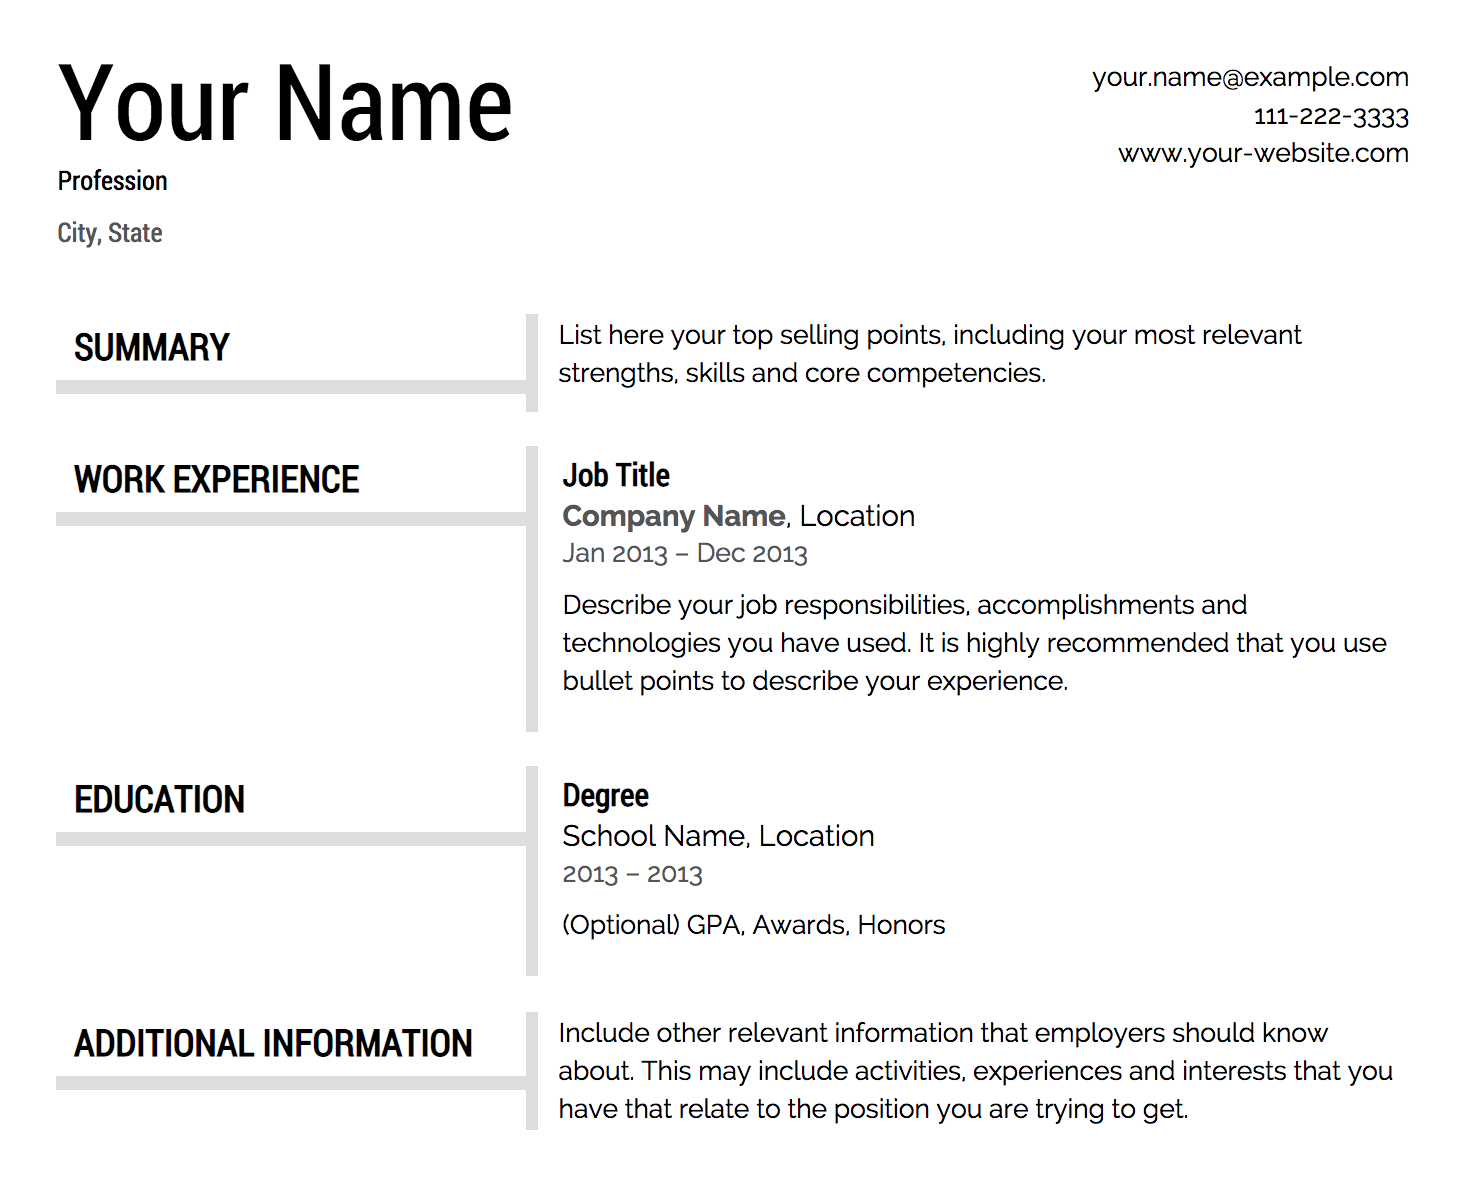 Your Name
Profession
City, State
your.name@example.com
111-222-3333
www.your-website.com
SUMMARY
List here your top selling points, including your most relevant
strengths, skills and core competencies.
WORK EXPERIENCE
Job Title
Company Name, Location
Jan 2013 – Dec 2013
Describe your job responsibilities, accomplishments and
technologies you have used. It is highly recommended that you use
bullet points to describe your experience.
EDUCATION
Degree
School Name, Location
2013 – 2013
(Optional) GPA, Awards, Honors
ADDITIONAL INFORMATION
Include other relevant information that employers should know
about. This may include activities, experiences and interests that you
have that relate to the position you are trying to get.